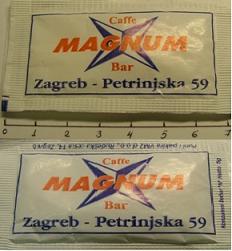 Caffe
MAGNUM
Bar
Zagreb - Petrinjska 59
0 1 2 3 4 5 6 7
Caffe
MAGNUM
Bar
Zagreb - Petrinjska 59